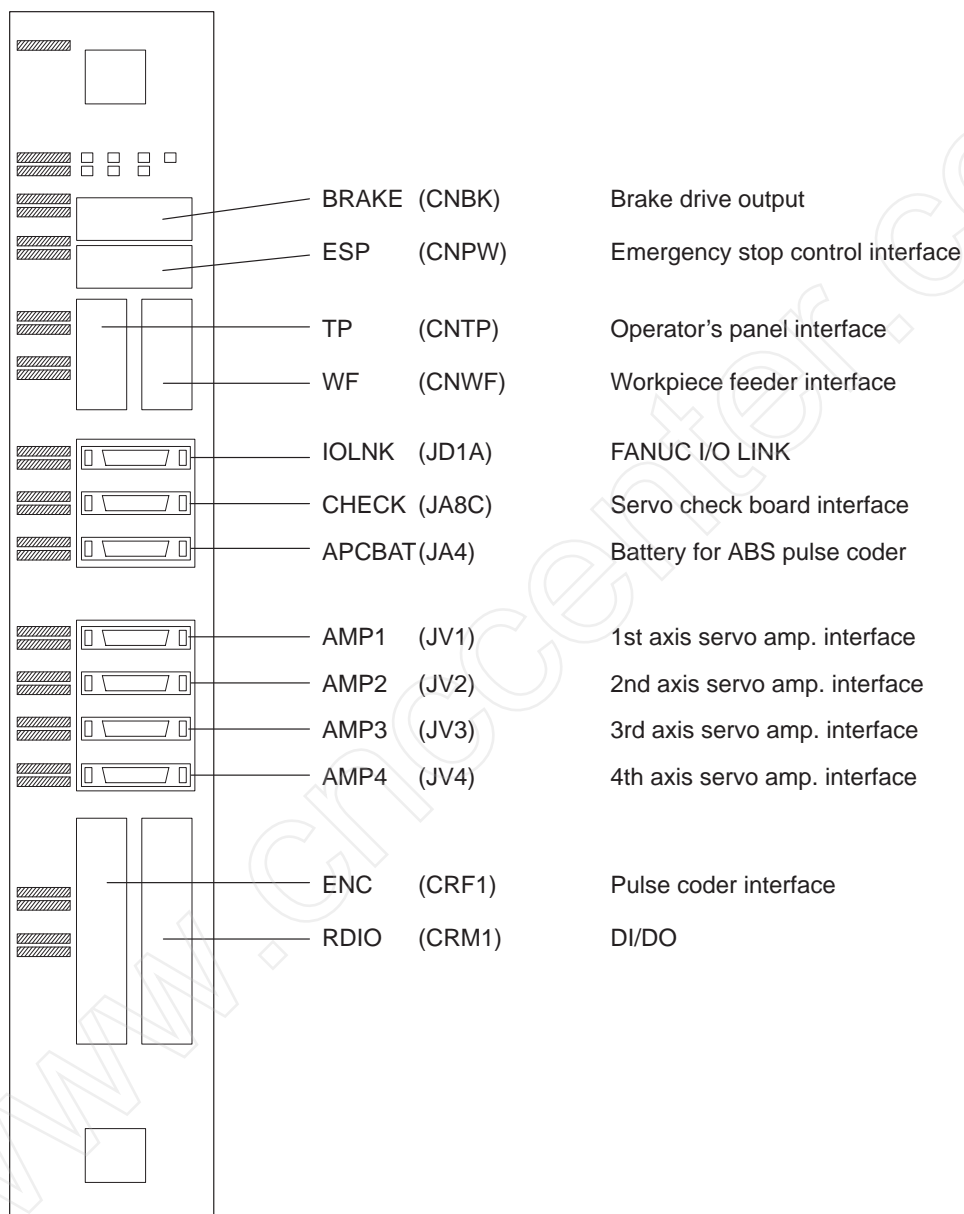 BRAKE (CNBK) Brake drive output
ESP (CNPW) Emergency stop control interface
TP (CNTP) Operator's panel interface
WF (CNWF) Workpiece feeder interface
IOLNK (JD1A) FANUC I/O LINK
CHECK (JA8C) Servo check board interface
APCBAT (JA4) Battery for ABS pulse coder
AMP1 (JV1) 1st axis servo amp. interface
AMP2 (JV2) 2nd axis servo amp. interface
AMP3 (JV3) 3rd axis servo amp. interface
AMP4 (JV4) 4th axis servo amp. interface
ENC (CRF1) Pulse coder interface
RDIO (CRM1) DI/DO
www.cnccenter.co